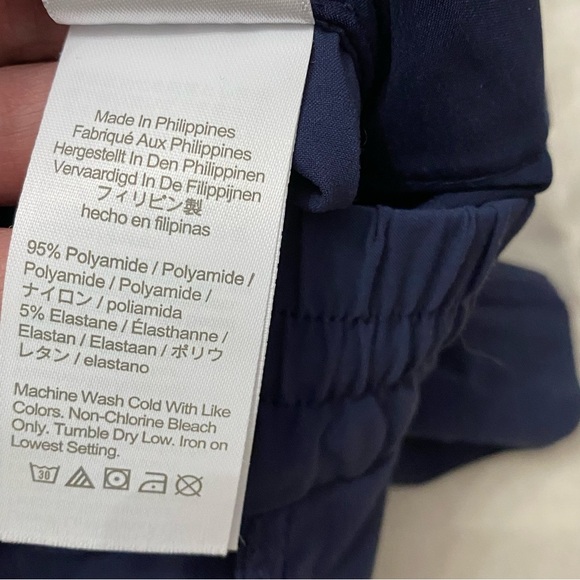 Made In Philippines
Fabriqué Aux Philippines
Hergestellt In Den Philippinen
Vervaardigd In De Filippijnen
フィリピン製
hecho en filipinas
95% Polyamide / Polyamide /
Polyamide / Polyamide /
ナイロン / poliamida
5% Elastane / Élasthanne /
Elastan / Elastaan / ポリウ
レタン / elastano
Machine Wash Cold With Like
Colors. Non-Chlorine Bleach
Only. Tumble Dry Low. Iron on
Lowest Setting.
30